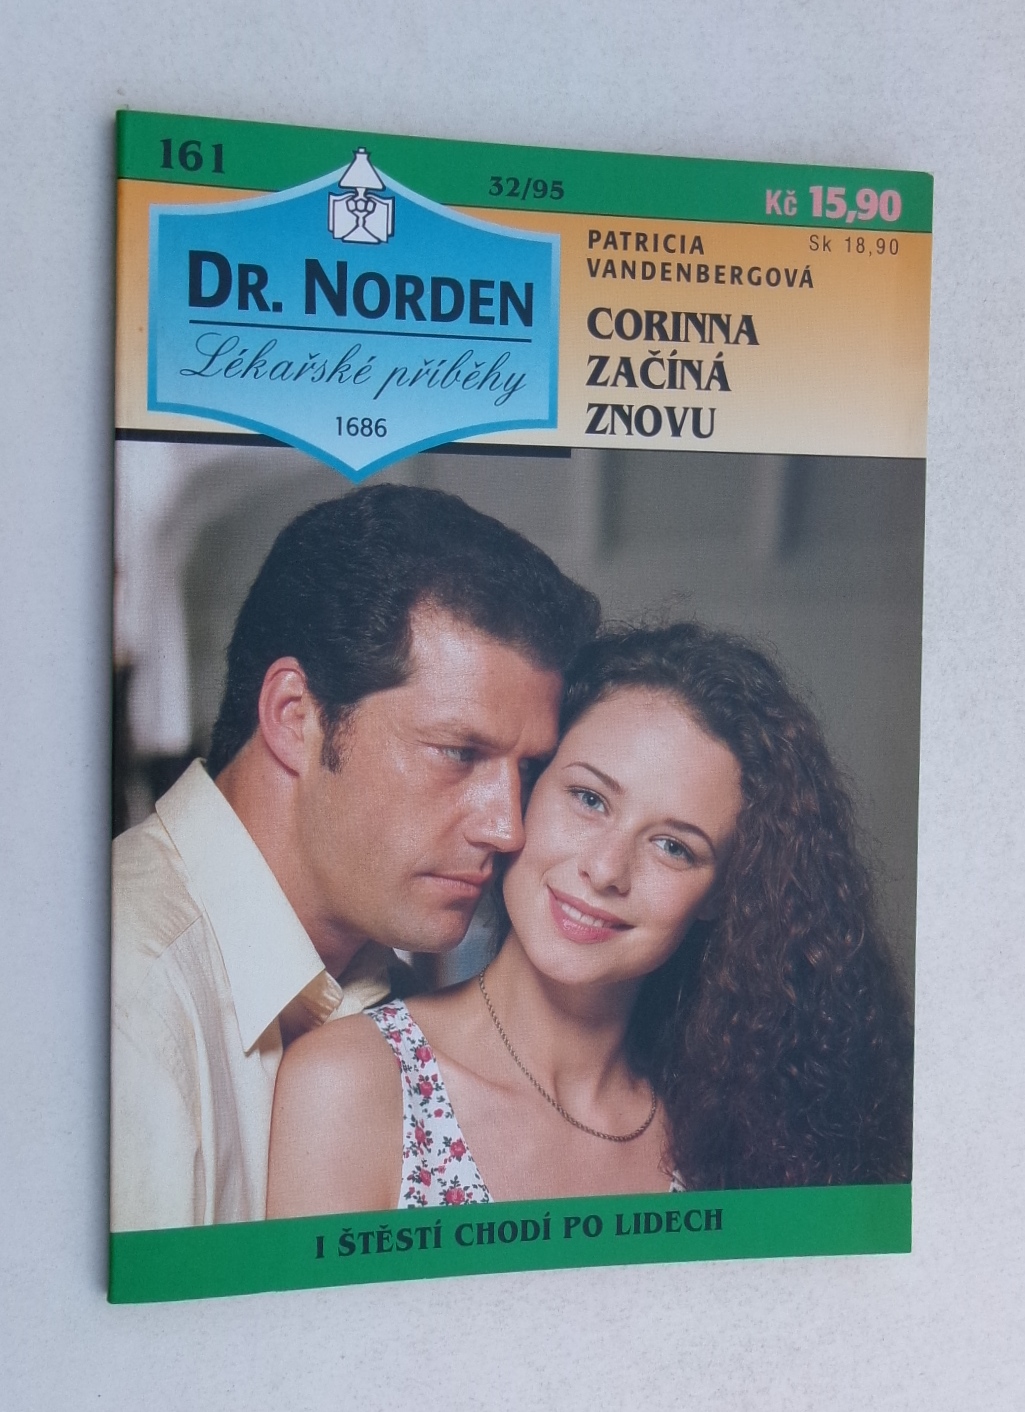 161
32/95
Kč 15,90
Sk 18,90
DR. NORDEN
Lékařské příběhy
1686
PATRICIA
VANDENBERGOVÁ
CORINNA
ZAČÍNÁ
ZNOVU
I ŠTĚSTÍ CHODÍ PO LIDECH